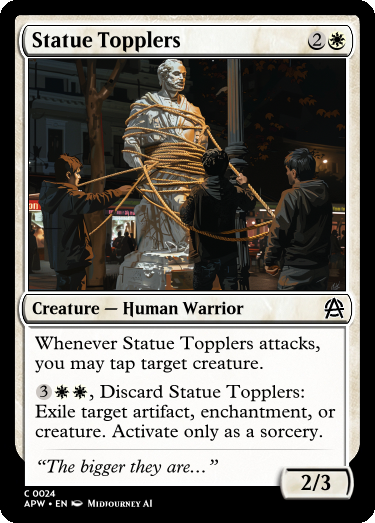 Statue Topplers 2
Creature — Human Warrior
Whenever Statue Topplers attacks,
you may tap target creature.
3, Discard Statue Topplers:
Exile target artifact, enchantment, or
creature. Activate only as a sorcery.
“The bigger they are…”
2/3
C 0024
APW • EN Midjourney AI